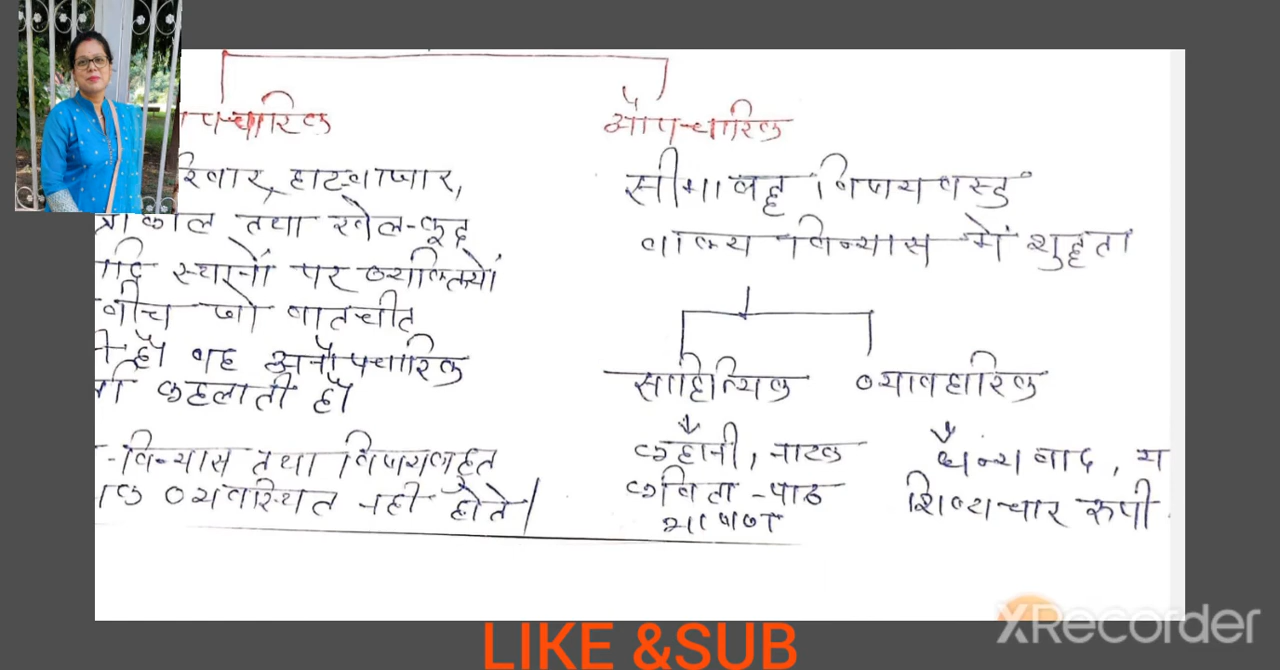 पचारिक
औपचारिक
रिवार, हाट-बाजार,
सीमाबद्ध विषयवस्तु
त्राकाल तथा खेल-कूद
वाक्य विन्यास में शुद्धता
ादि स्थानों पर व्यक्तियों
बीच जो बातचीत
ी है वह अनौपचारिक
कहलाती है
साहित्यिक व्यावहारिक
-विन्यास तथा विषयवस्तु
कहानी, नाटक
धन्यवाद, य
क व्यवस्थित नहीं होते।
कविता-पाठ
शिष्टाचार रुपी
भाषण
XRecorder
LIKE &SUB